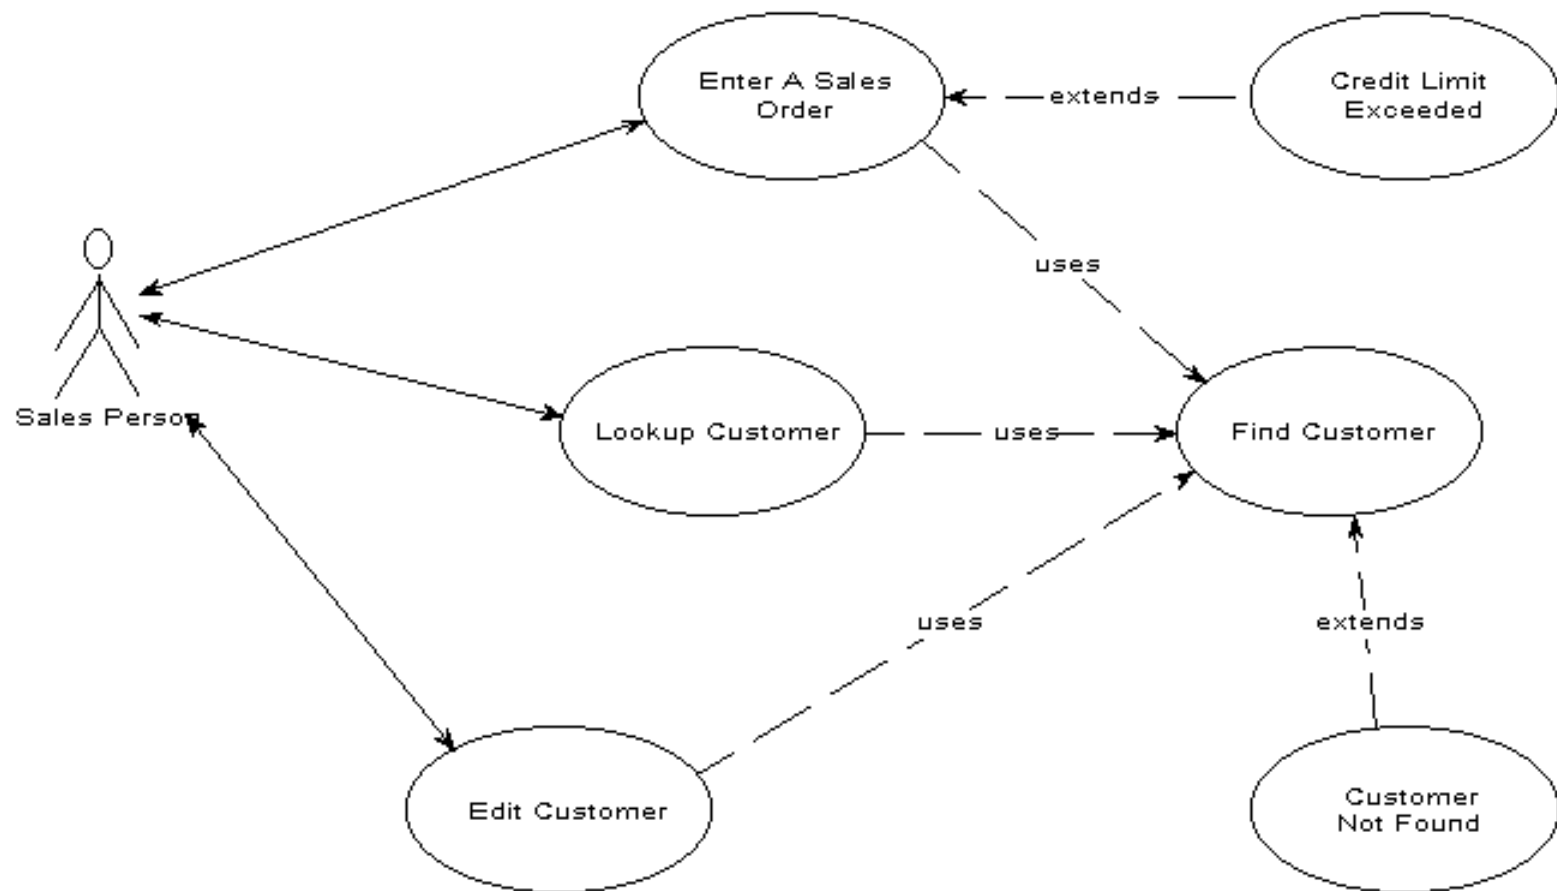 Enter A Sales
Order
extends
Credit Limit
Exceeded
uses
Sales Person
Lookup Customer
uses
Find Customer
uses
extends
Edit Customer
Customer
Not Found